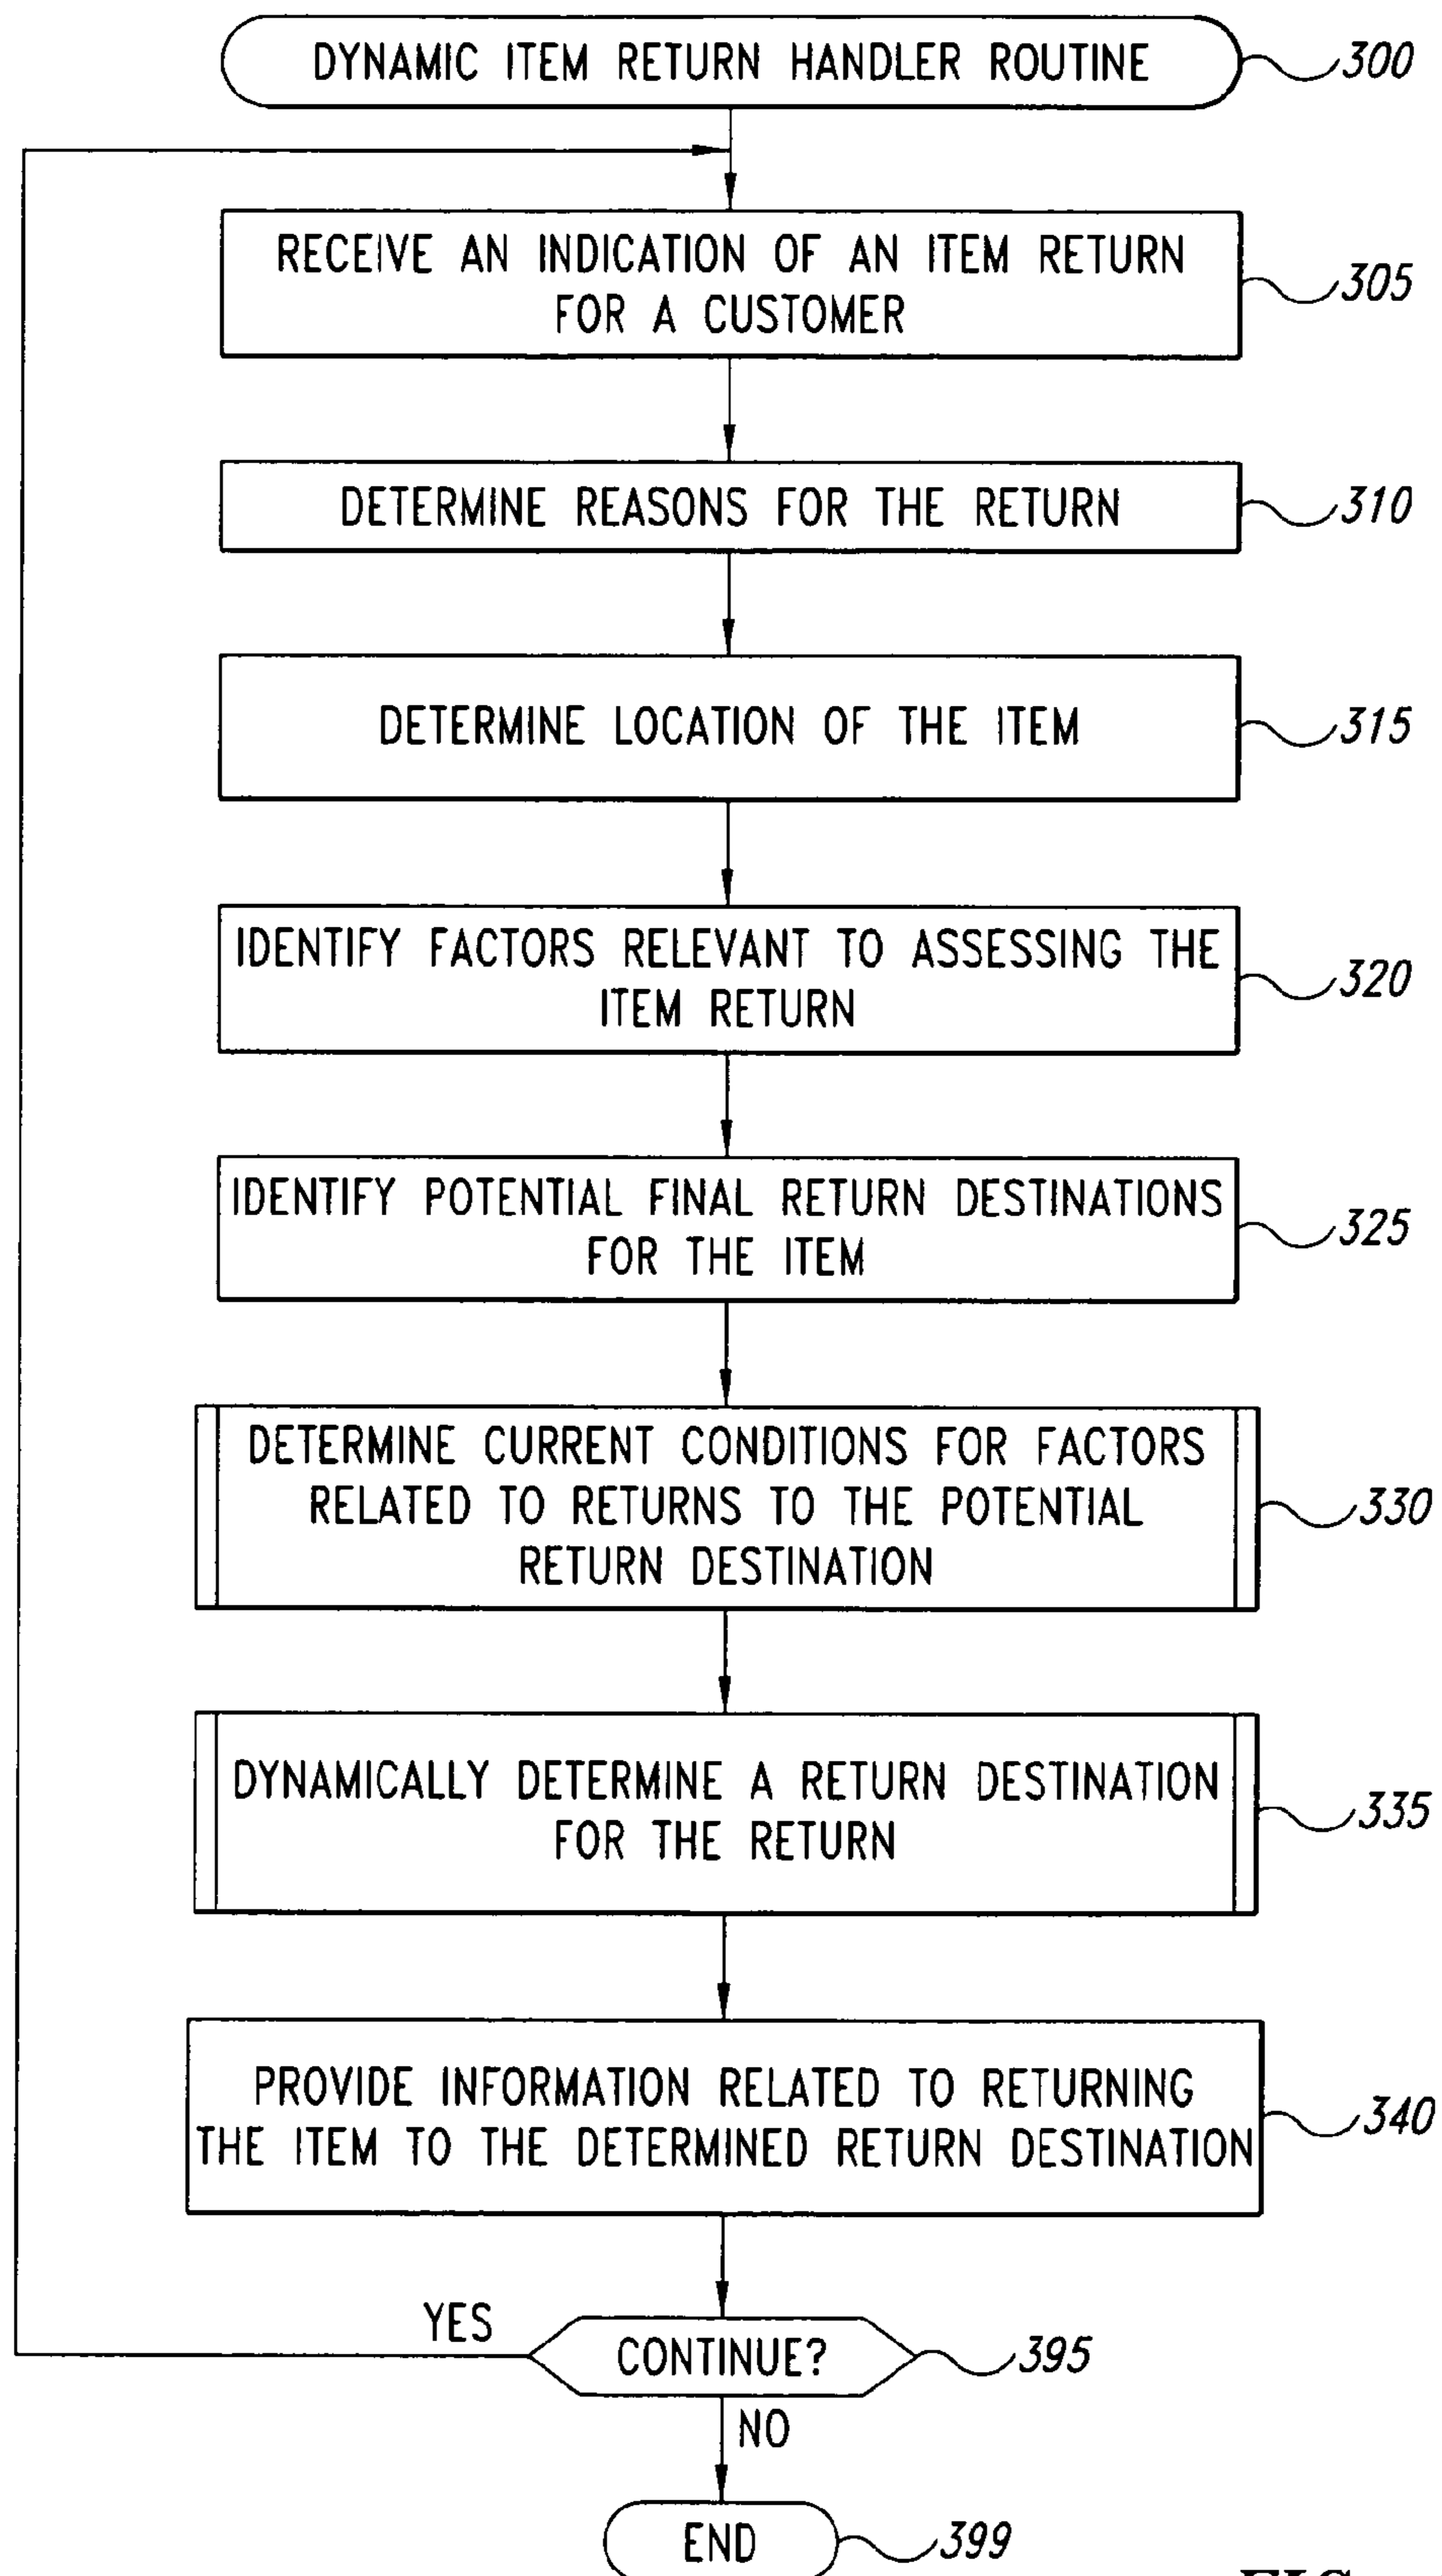 DYNAMIC ITEM RETURN HANDLER ROUTINE
300
RECEIVE AN INDICATION OF AN ITEM RETURN
FOR A CUSTOMER
305
DETERMINE REASONS FOR THE RETURN
310
DETERMINE LOCATION OF THE ITEM
315
IDENTIFY FACTORS RELEVANT TO ASSESSING THE
ITEM RETURN
320
IDENTIFY POTENTIAL FINAL RETURN DESTINATIONS
FOR THE ITEM
325
DETERMINE CURRENT CONDITIONS FOR FACTORS
RELATED TO RETURNS TO THE POTENTIAL
RETURN DESTINATION
330
DYNAMICALLY DETERMINE A RETURN DESTINATION
FOR THE RETURN
335
PROVIDE INFORMATION RELATED TO RETURNING
THE ITEM TO THE DETERMINED RETURN DESTINATION
340
YES
CONTINUE?
395
NO
END
399